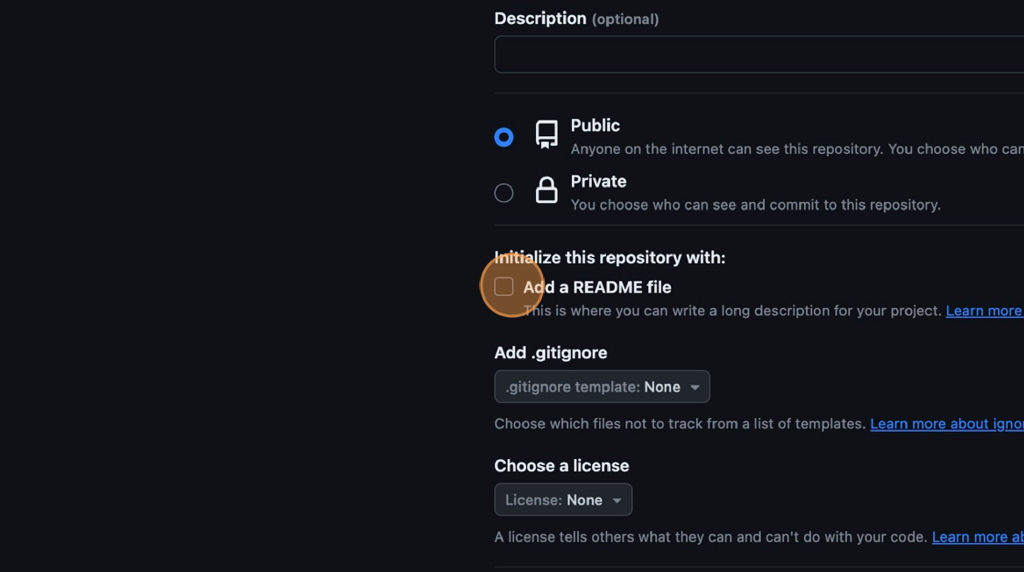 Description (optional)
Public
Anyone on the internet can see this repository. You choose who can
Private
You choose who can see and commit to this repository.
Initialize this repository with:
Add a README file
This is where you can write a long description for your project. Learn more
Add .gitignore
.gitignore template: None
Choose which files not to track from a list of templates. Learn more about
Choose a license
License: None
A license tells others what they can and can't do with your code. Learn more